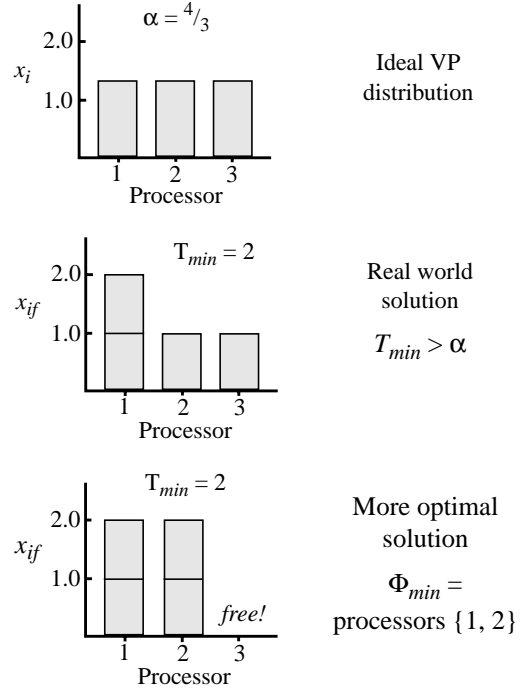 α = 4/3
2.0
x_i
1.0
1 2 3
Processor
Ideal VP
distribution
T_min = 2
2.0
x_if
1.0
1 2 3
Processor
Real world
solution
T_min > α
T_min = 2
2.0
x_if
1.0
free!
1 2 3
Processor
More optimal
solution
Φ_min =
processors {1, 2}